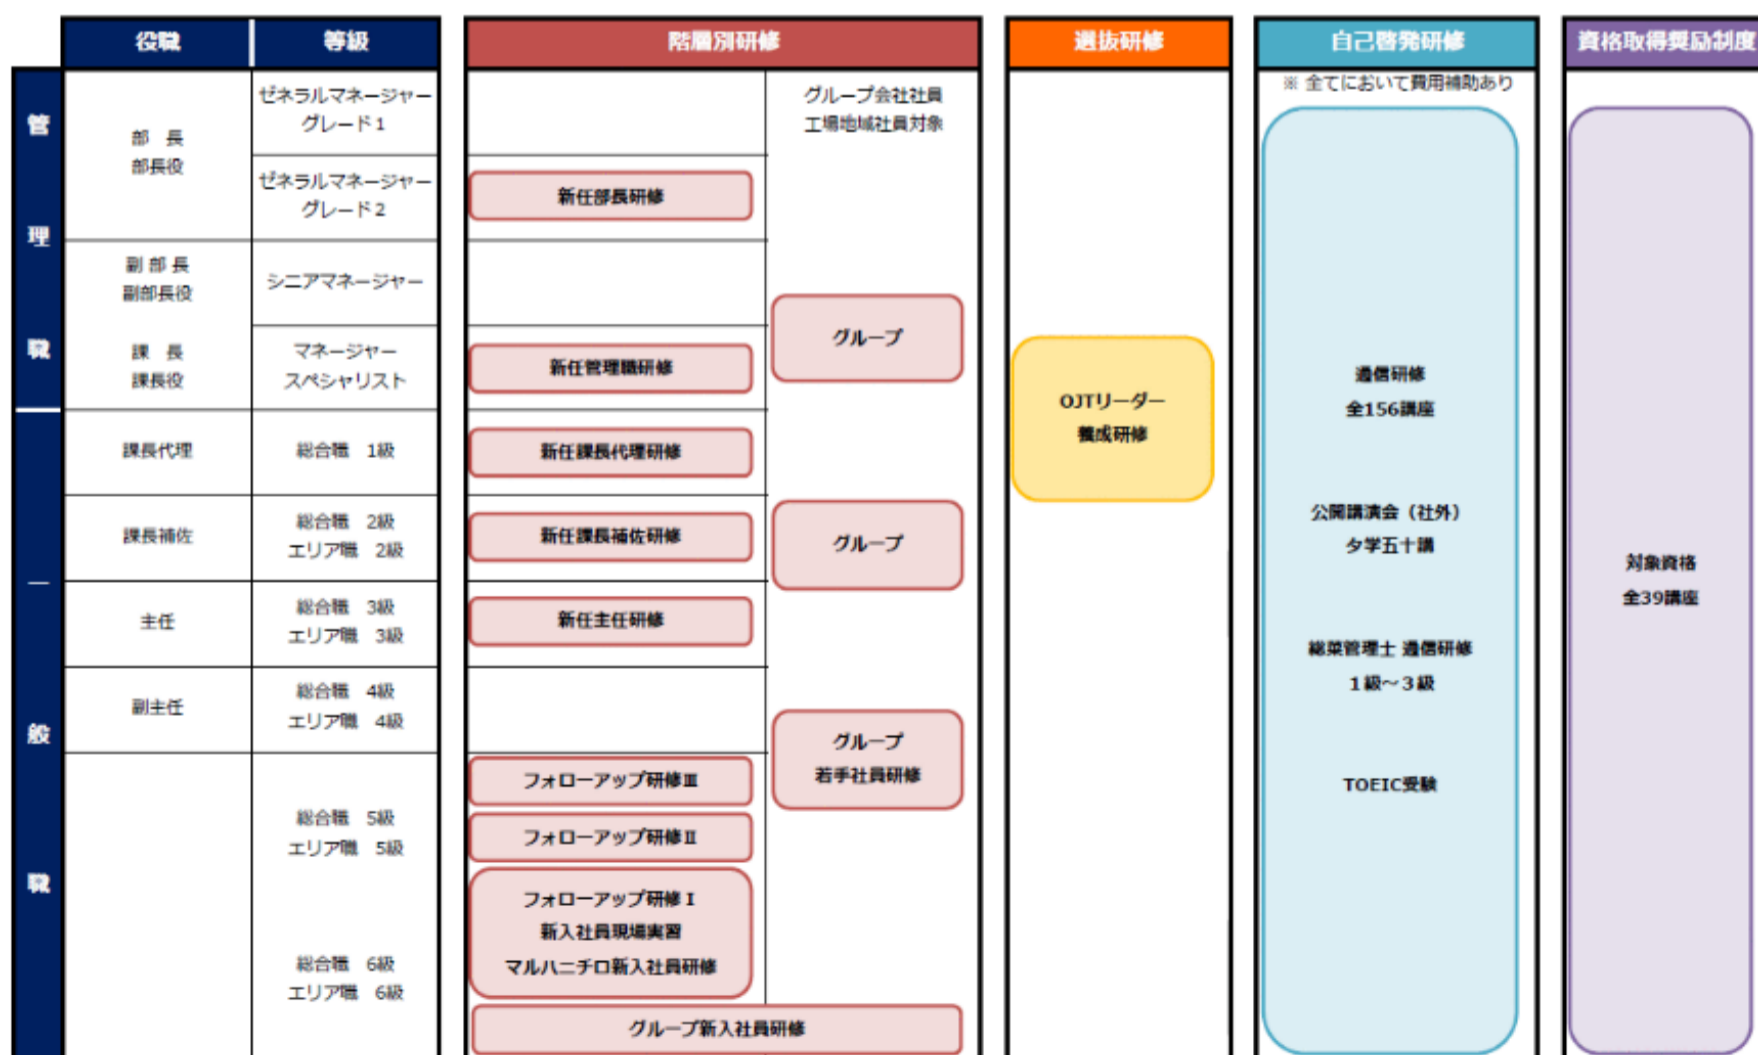 役職
等級
階層別研修
選抜研修
自己啓発研修
資格取得奨励制度
管
理
職
一
般
職
部 長
部長役
ゼネラルマネージャー
グレード1
ゼネラルマネージャー
グレード2
副 部 長
副部長役
シニアマネージャー
課 長
課長役
マネージャー
スペシャリスト
課長代理
総合職 1級
課長補佐
総合職 2級
エリア職 2級
主任
総合職 3級
エリア職 3級
副主任
総合職 4級
エリア職 4級
総合職 5級
エリア職 5級
総合職 6級
エリア職 6級
新任部長研修
新任管理職研修
新任課長代理研修
新任課長補佐研修
新任主任研修
フォローアップ研修Ⅲ
フォローアップ研修Ⅱ
フォローアップ研修Ⅰ
新入社員現場実習
マルハニチロ新入社員研修
グループ新入社員研修
グループ会社社員
工場地域社員対象
グループ
グループ
グループ
若手社員研修
OJTリーダー
養成研修
※ 全てにおいて費用補助あり
通信研修
全156講座
公開講演会（社外）
夕学五十講
総菜管理士 通信研修
１級～３級
TOEIC受験
対象資格
全39講座